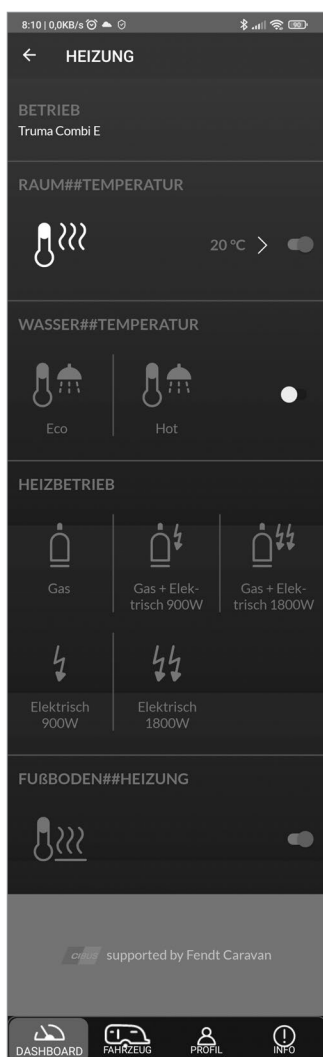 8:10 | 0,0KB/s
90
HEIZUNG
BETRIEB
Truma Combi E
RAUM##TEMPERATUR
20 °C
WASSER##TEMPERATUR
Eco
Hot
HEIZBETRIEB
Gas
Gas + Elek-
trisch 900W
Gas + Elek-
trisch 1800W
Elektrisch
900W
Elektrisch
1800W
FUßBODEN##HEIZUNG
supported by Fendt Caravan
DASHBOARD
FAHRZEUG
PROFIL
INFO